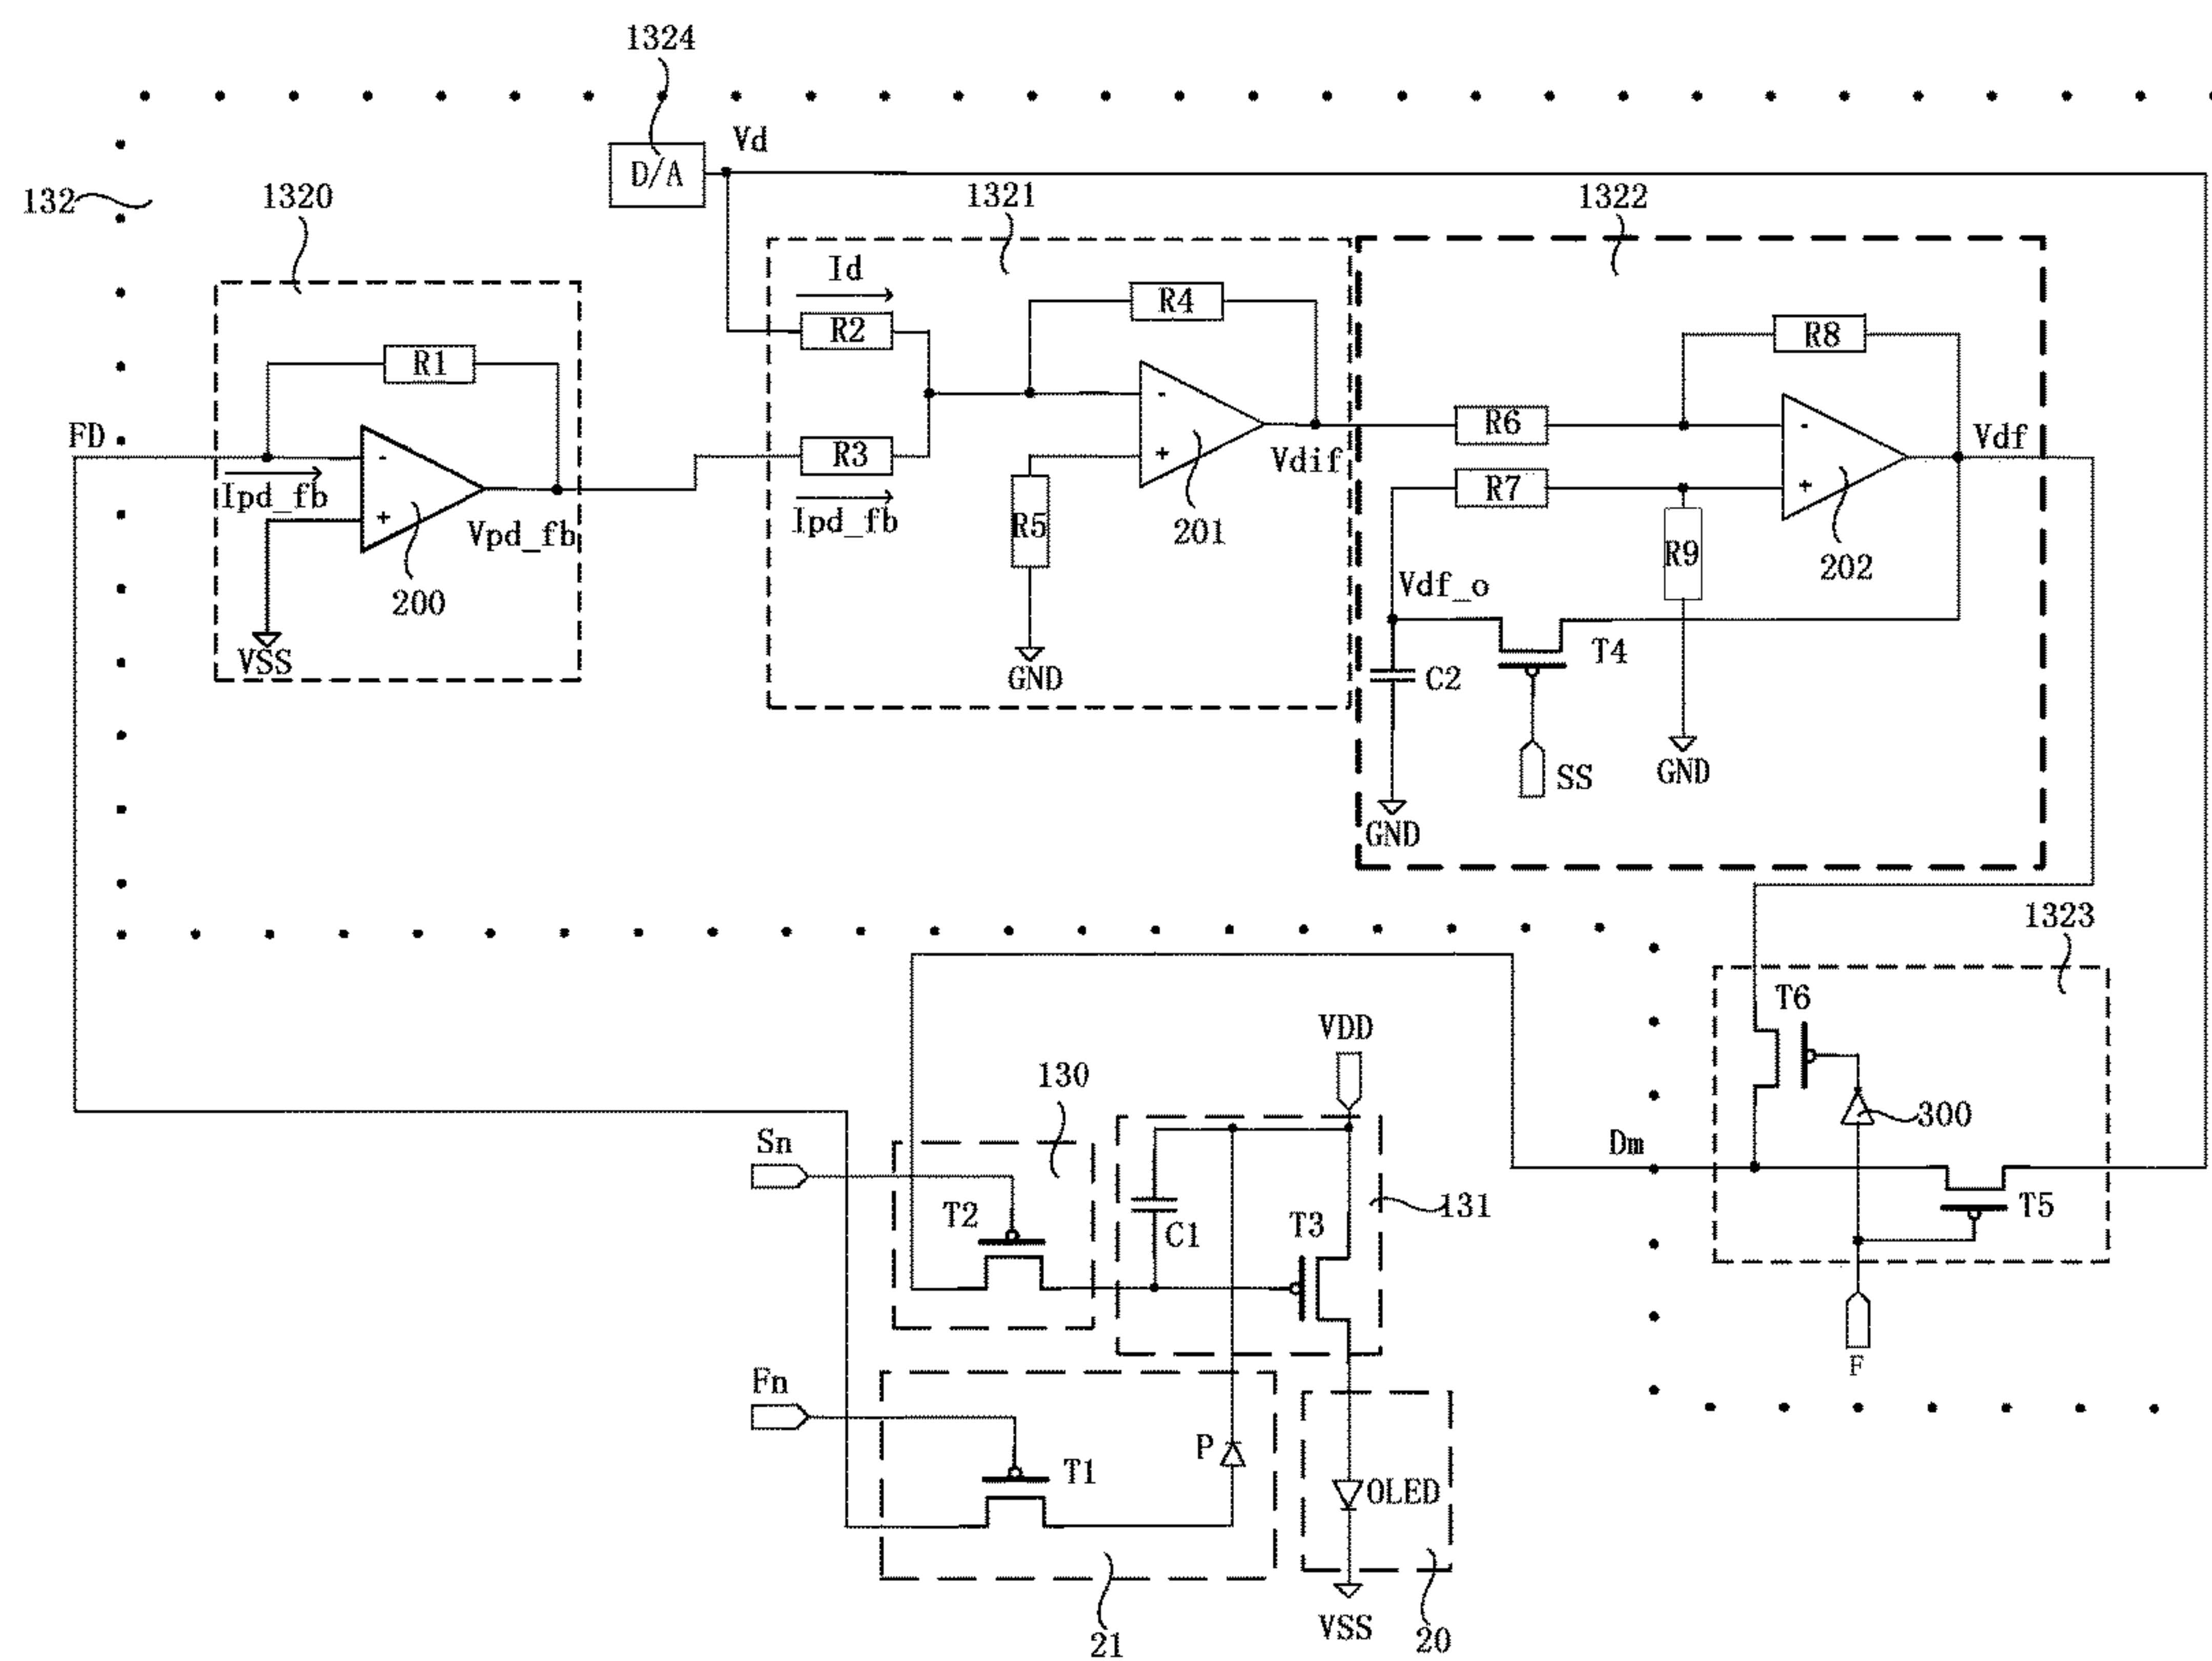 1324
Vd
D/A
132
1320
1321
1322
Id
R4
R2
R8
R1
FD
R3
R6
Vdf
Ipd_fb
Vdif
R7
Vpd_fb
Ipd_fb
R5
201
R9
202
200
Vdf_o
VSS
GND
C2
T4
SS
GND
GND
1323
T6
VDD
130
300
Sn
Dm
T2
C1
T3
131
T5
F
Fn
P
T1
OLED
VSS
21
20